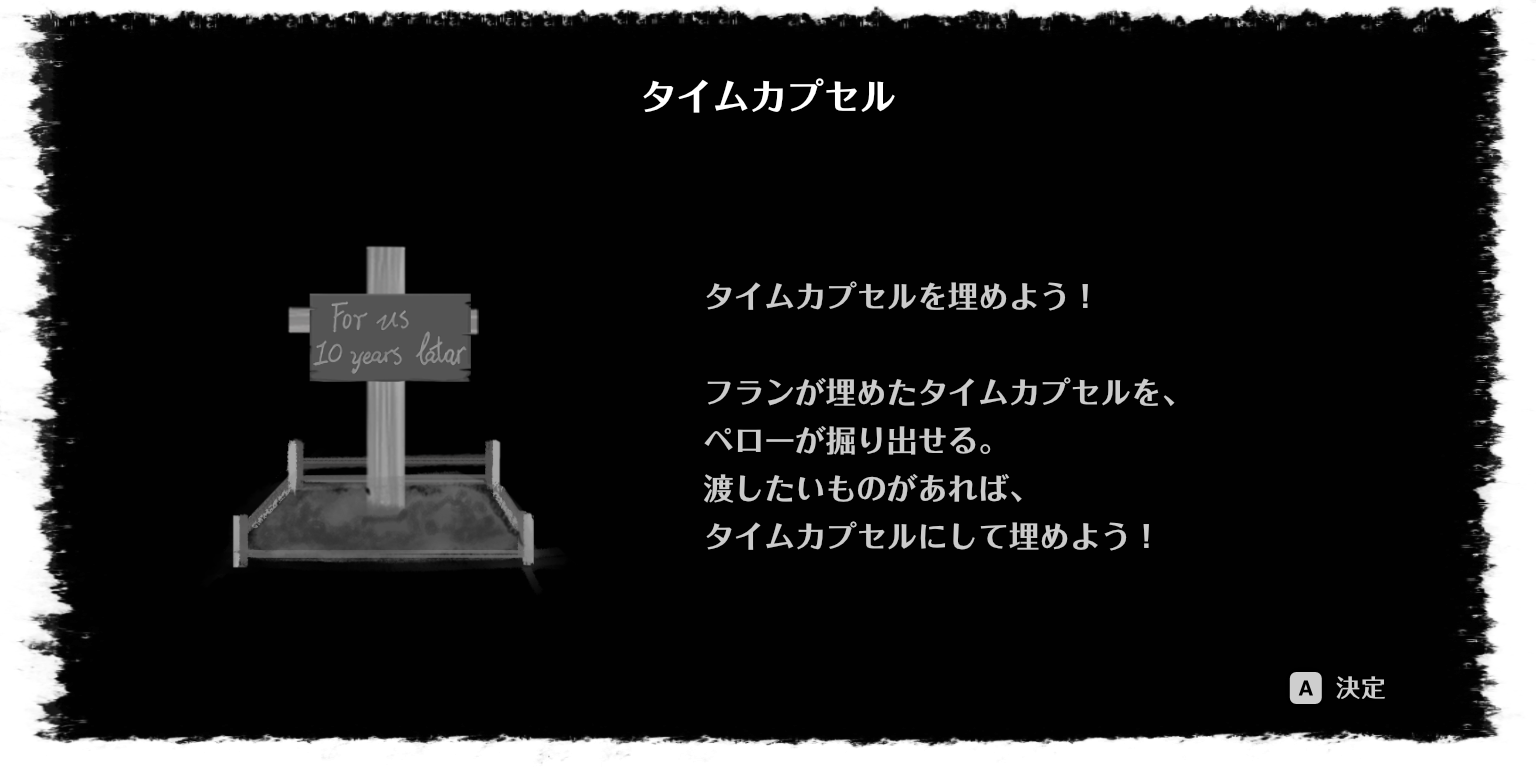 タイムカプセル
For us
10 years latar
タイムカプセルを埋めよう！
フランが埋めたタイムカプセルを、
ペローが掘り出せる。
渡したいものがあれば、
タイムカプセルにして埋めよう！
A 決定